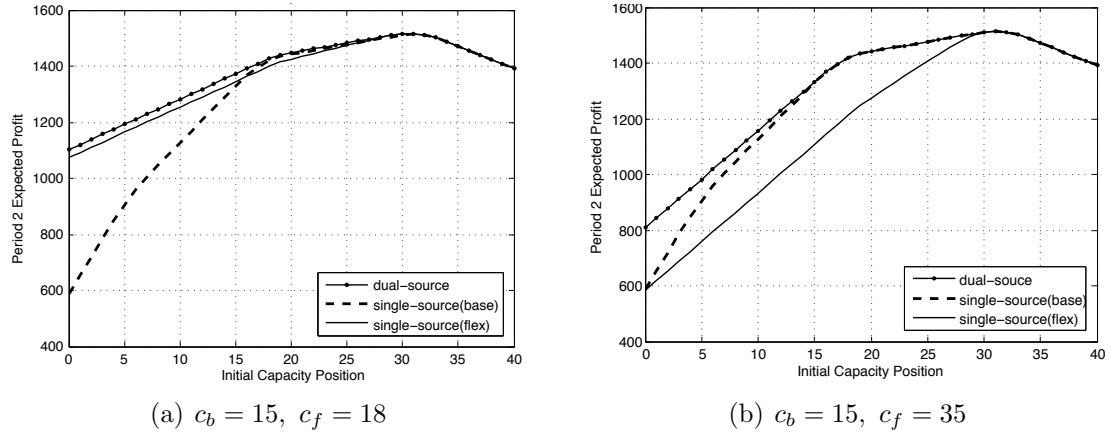 1600
1400
1200
1000
800
600
400
Period 2 Expected Profit
0 5 10 15 20 25 30 35 40
Initial Capacity Position
dual−source
single−source(base)
single−source(flex)
(a) c_b = 15, c_f = 18
1600
1400
1200
1000
800
600
400
Period 2 Expected Profit
0 5 10 15 20 25 30 35 40
Initial Capacity Position
dual−souce
single−source(base)
single−source(flex)
(b) c_b = 15, c_f = 35